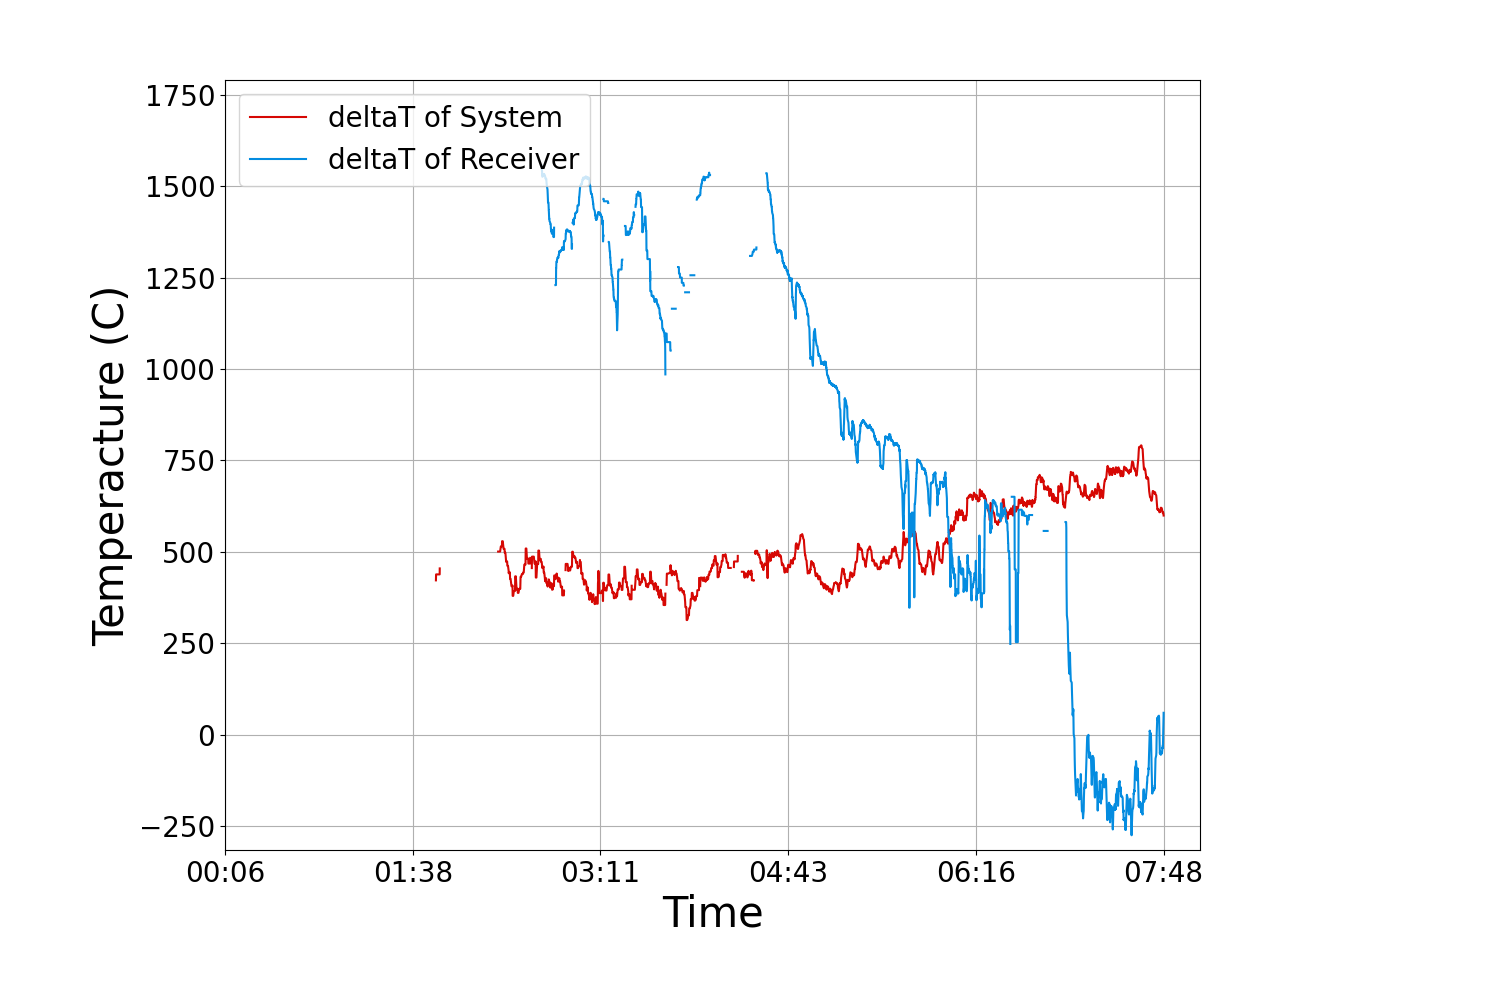 1750
1500
1250
1000
750
500
250
0
−250
deltaT of System
deltaT of Receiver
Temperacture (C)
00:06 01:38 03:11 04:43 06:16 07:48
Time